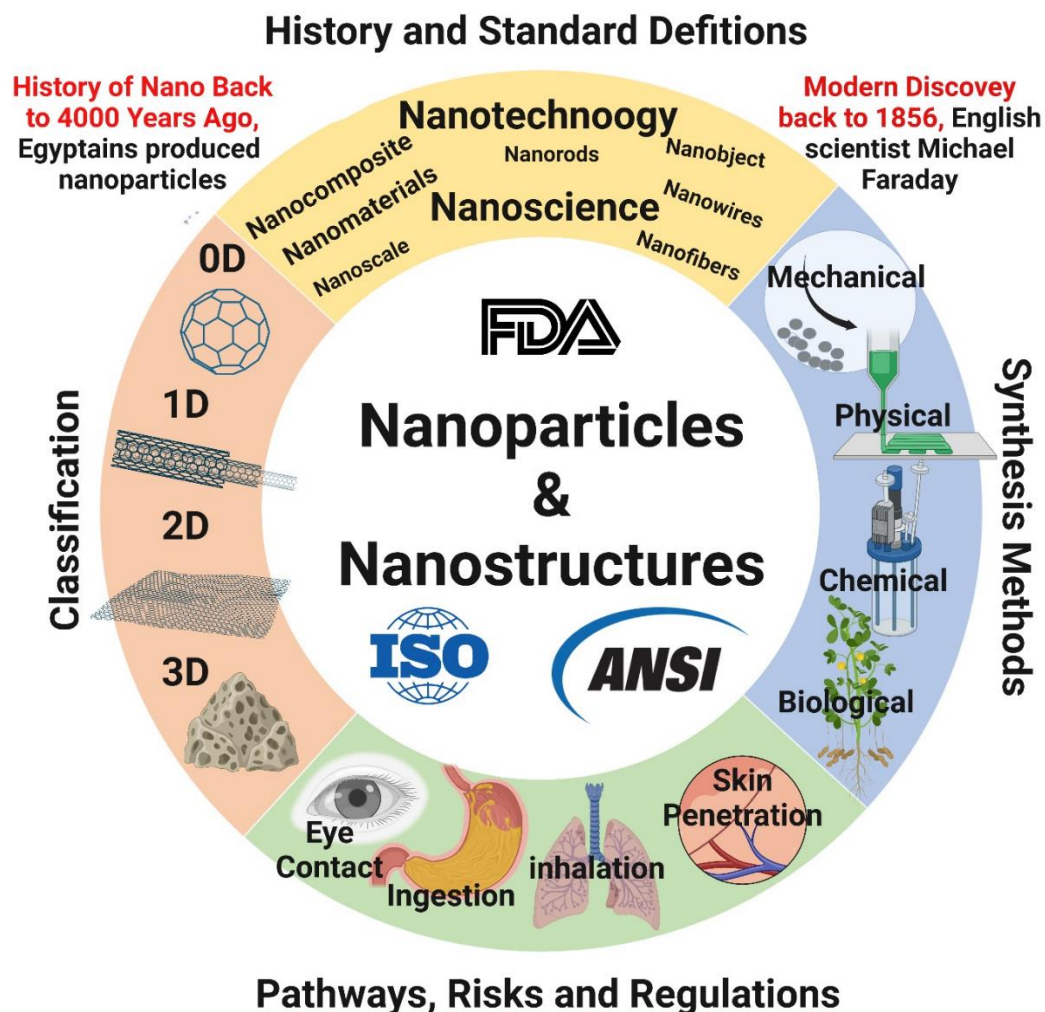 History and Standard Defitions
History of Nano Back
to 4000 Years Ago,
Egyptains produced
nanoparticles
Modern Discovey
back to 1856, English
scientist Michael
Faraday
Nanotechnoogy
Nanocomposite
Nanorods
Nanobject
Nanomaterials
Nanoscience
Nanowires
Nanoscale
Nanofibers
Classification
0D
1D
2D
3D
FDA
Nanoparticles
&
Nanostructures
ISO
ANSI
Synthesis Methods
Mechanical
Physical
Chemical
Biological
Eye
Contact
Ingestion
inhalation
Skin
Penetration
Pathways, Risks and Regulations